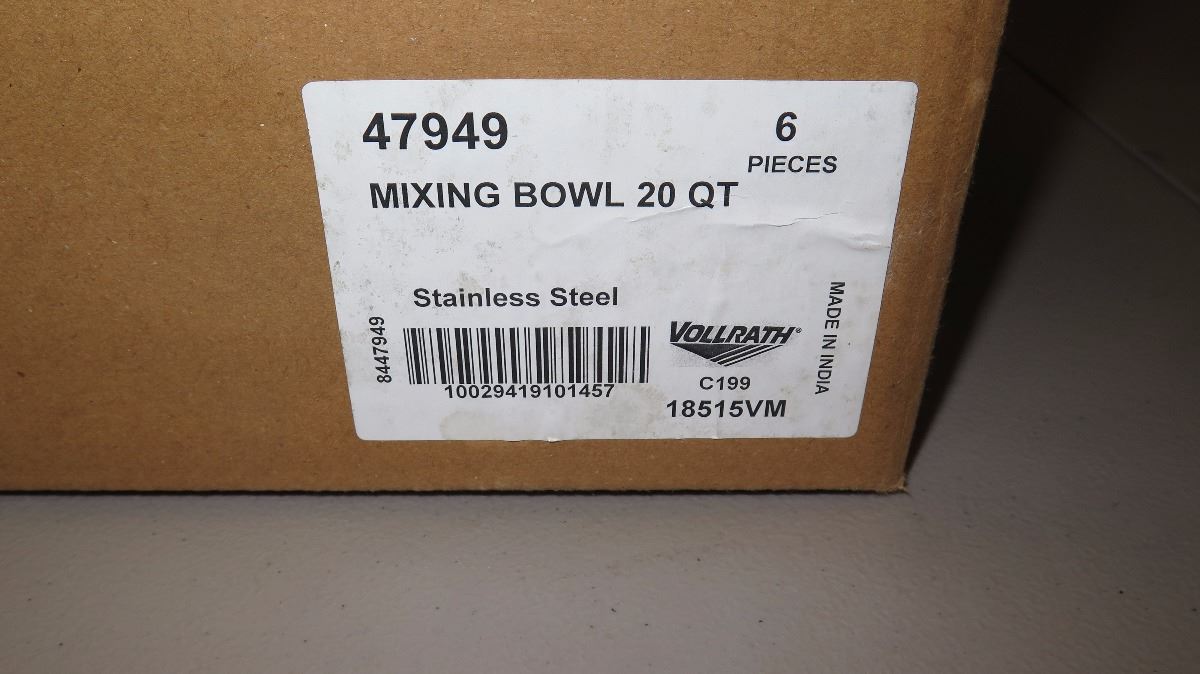 47949
6
PIECES
MIXING BOWL 20 QT
Stainless Steel
8447949
10029419101457
VOLLRATH®
C199
18515VM
MADE IN INDIA